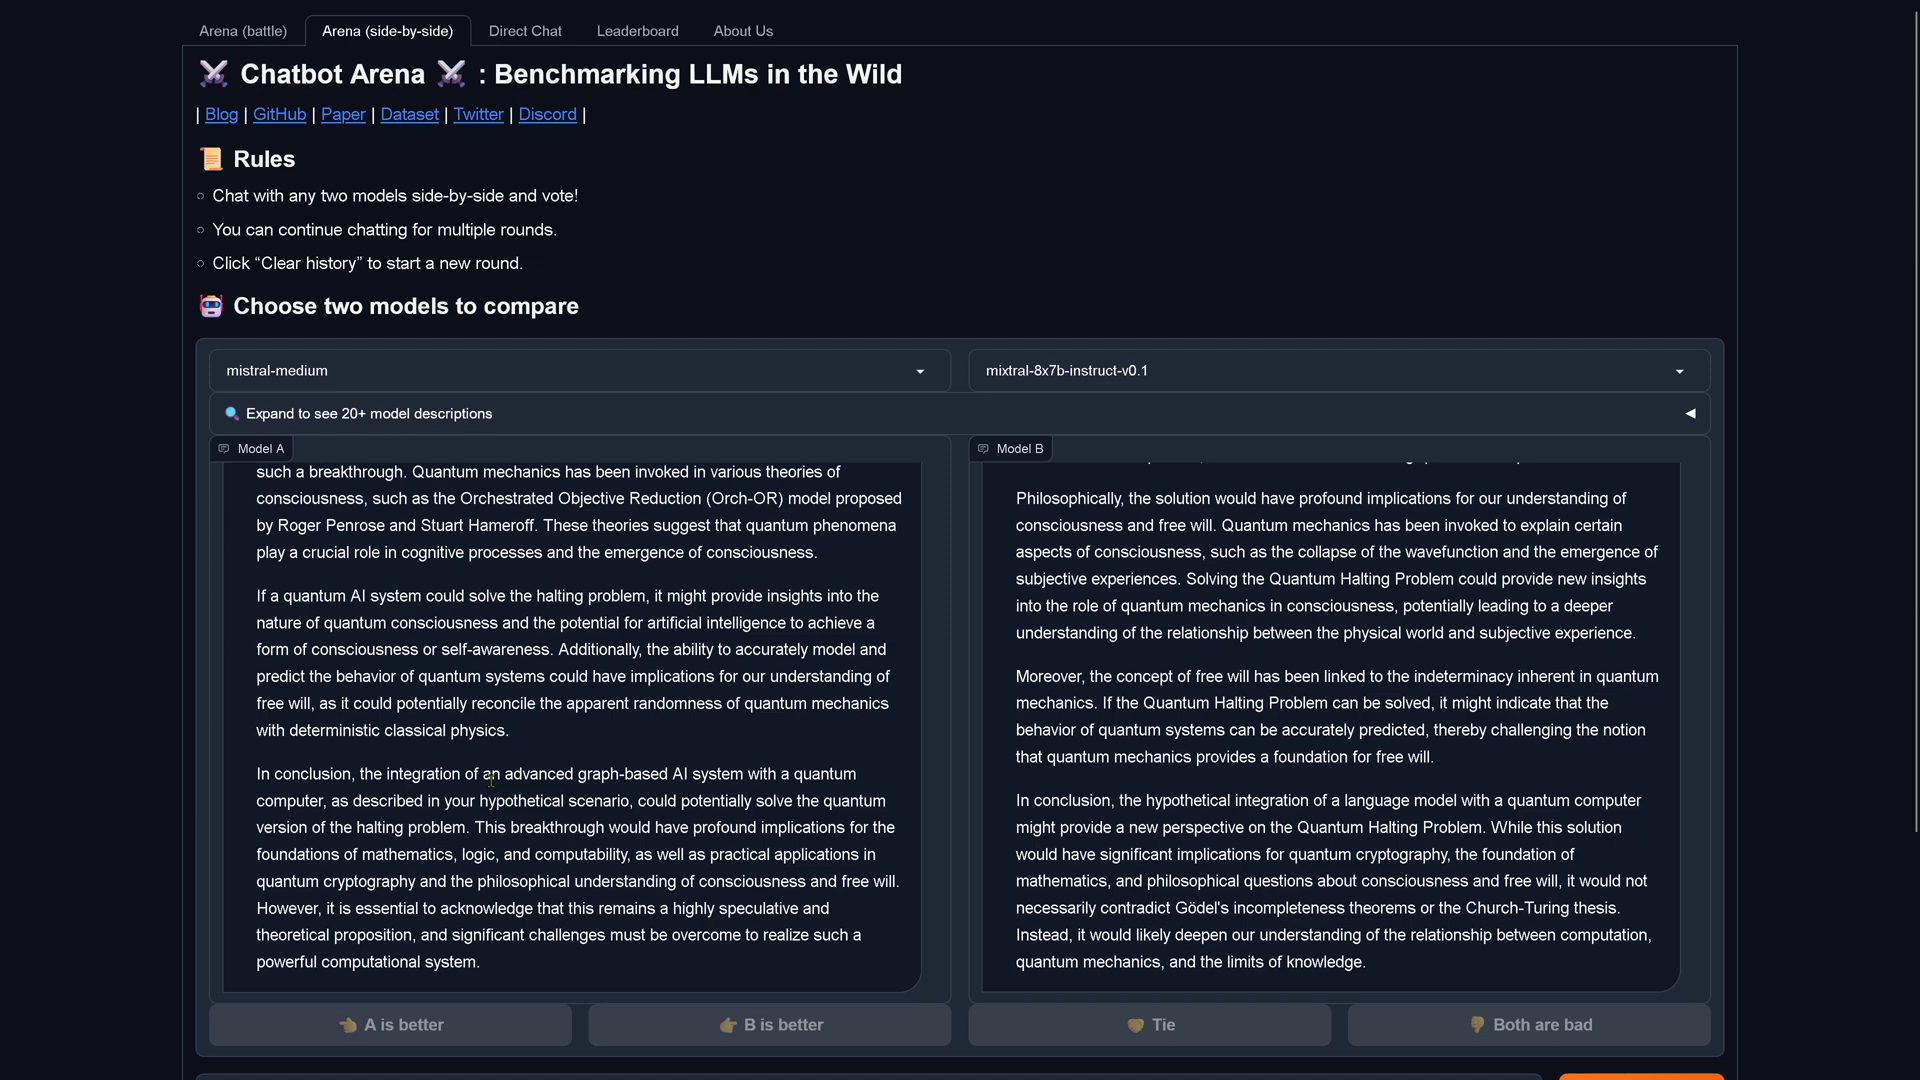 Arena (battle)
Arena (side-by-side)
Direct Chat
Leaderboard
About Us
Chatbot Arena : Benchmarking LLMs in the Wild
| Blog | GitHub | Paper | Dataset | Twitter | Discord |
Rules
Chat with any two models side-by-side and vote!
You can continue chatting for multiple rounds.
Click “Clear history” to start a new round.
Choose two models to compare
mistral-medium
mixtral-8x7b-instruct-v0.1
Expand to see 20+ model descriptions
Model A
such a breakthrough. Quantum mechanics has been invoked in various theories of
consciousness, such as the Orchestrated Objective Reduction (Orch-OR) model proposed
by Roger Penrose and Stuart Hameroff. These theories suggest that quantum phenomena
play a crucial role in cognitive processes and the emergence of consciousness.
If a quantum AI system could solve the halting problem, it might provide insights into the
nature of quantum consciousness and the potential for artificial intelligence to achieve a
form of consciousness or self-awareness. Additionally, the ability to accurately model and
predict the behavior of quantum systems could have implications for our understanding of
free will, as it could potentially reconcile the apparent randomness of quantum mechanics
with deterministic classical physics.
In conclusion, the integration of an advanced graph-based AI system with a quantum
computer, as described in your hypothetical scenario, could potentially solve the quantum
version of the halting problem. This breakthrough would have profound implications for the
foundations of mathematics, logic, and computability, as well as practical applications in
quantum cryptography and the philosophical understanding of consciousness and free will.
However, it is essential to acknowledge that this remains a highly speculative and
theoretical proposition, and significant challenges must be overcome to realize such a
powerful computational system.
Model B
Philosophically, the solution would have profound implications for our understanding of
consciousness and free will. Quantum mechanics has been invoked to explain certain
aspects of consciousness, such as the collapse of the wavefunction and the emergence of
subjective experiences. Solving the Quantum Halting Problem could provide new insights
into the role of quantum mechanics in consciousness, potentially leading to a deeper
understanding of the relationship between the physical world and subjective experience.
Moreover, the concept of free will has been linked to the indeterminacy inherent in quantum
mechanics. If the Quantum Halting Problem can be solved, it might indicate that the
behavior of quantum systems can be accurately predicted, thereby challenging the notion
that quantum mechanics provides a foundation for free will.
In conclusion, the hypothetical integration of a language model with a quantum computer
might provide a new perspective on the Quantum Halting Problem. While this solution
would have significant implications for quantum cryptography, the foundation of
mathematics, and philosophical questions about consciousness and free will, it would not
necessarily contradict Gödel's incompleteness theorems or the Church-Turing thesis.
Instead, it would likely deepen our understanding of the relationship between computation,
quantum mechanics, and the limits of knowledge.
A is better
B is better
Tie
Both are bad